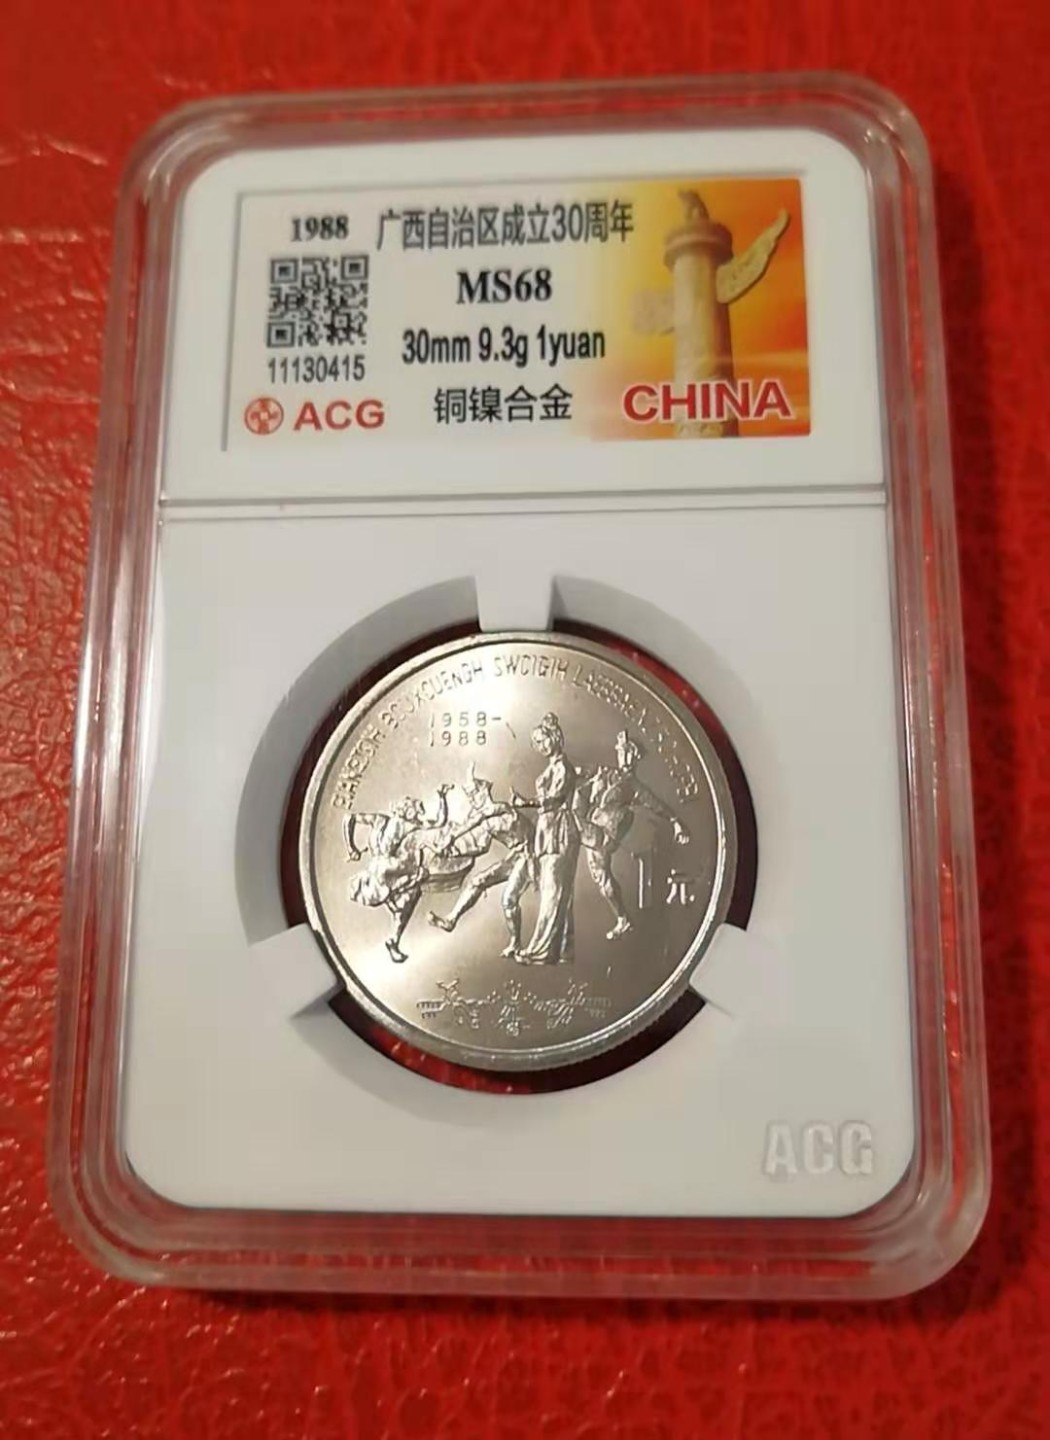 1988 广西自治区成立30周年
MS68
30mm 9.3g 1yuan
11130415
ACG 铜镍合金 CHINA
SWCIGIH
1958-
1988
1元
ACG